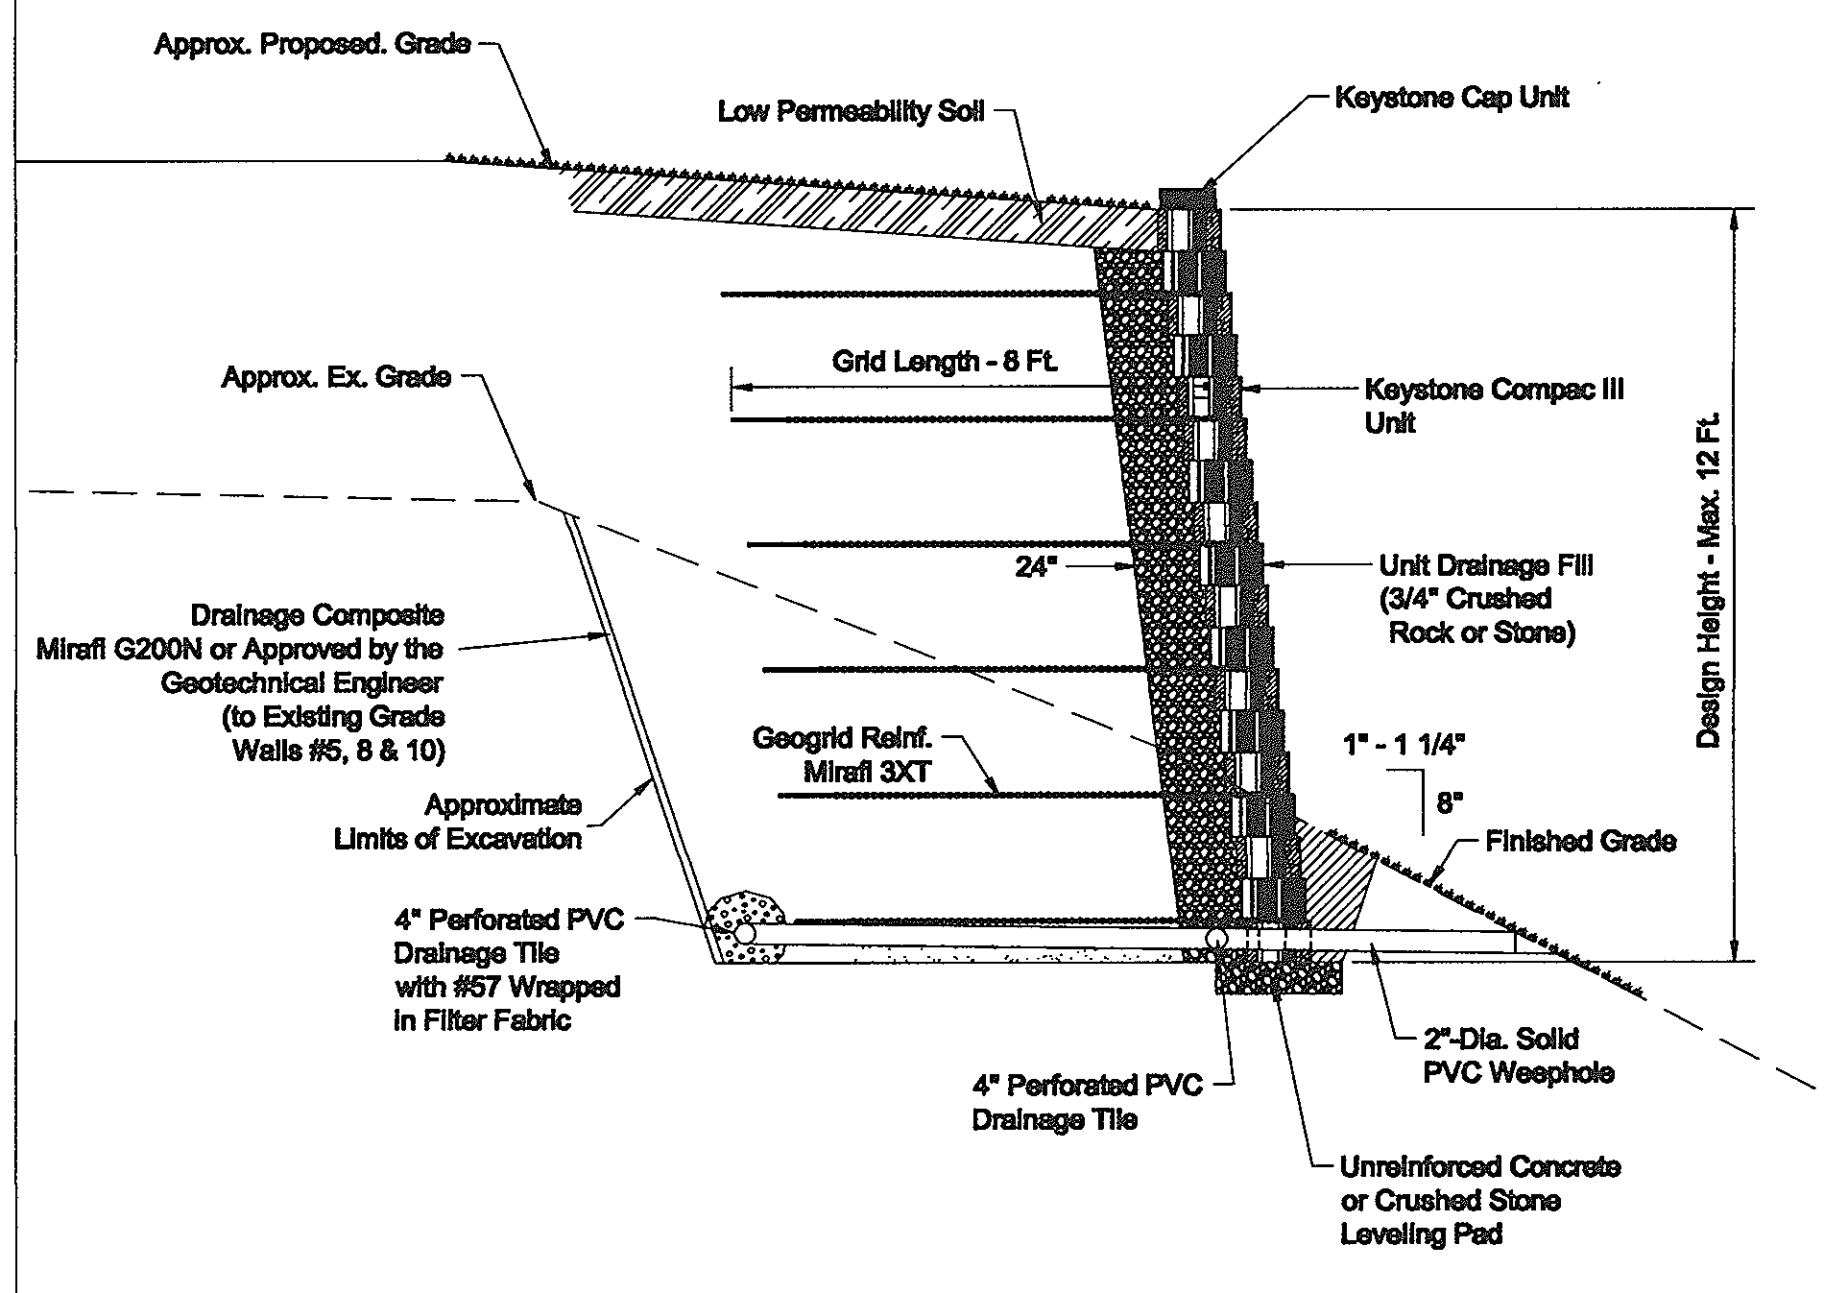 Approx. Proposed. Grade
Low Permeability Soil
Keystone Cap Unit
Grid Length - 8 Ft.
Approx. Ex. Grade
Keystone Compac III
Unit
Design Height - Max. 12 Ft.
24"
Unit Drainage Fill
(3/4" Crushed
Rock or Stone)
Drainage Composite
Mirafi G200N or Approved by the
Geotechnical Engineer
(to Existing Grade
Walls #5, 8 & 10)
Geogrid Reinf.
Mirafi 3XT
1" - 1 1/4"
8"
Approximate
Limits of Excavation
Finished Grade
4" Perforated PVC
Drainage Tile
with #57 Wrapped
in Filter Fabric
2"-Dia. Solid
PVC Weephole
4" Perforated PVC
Drainage Tile
Unreinforced Concrete
or Crushed Stone
Leveling Pad